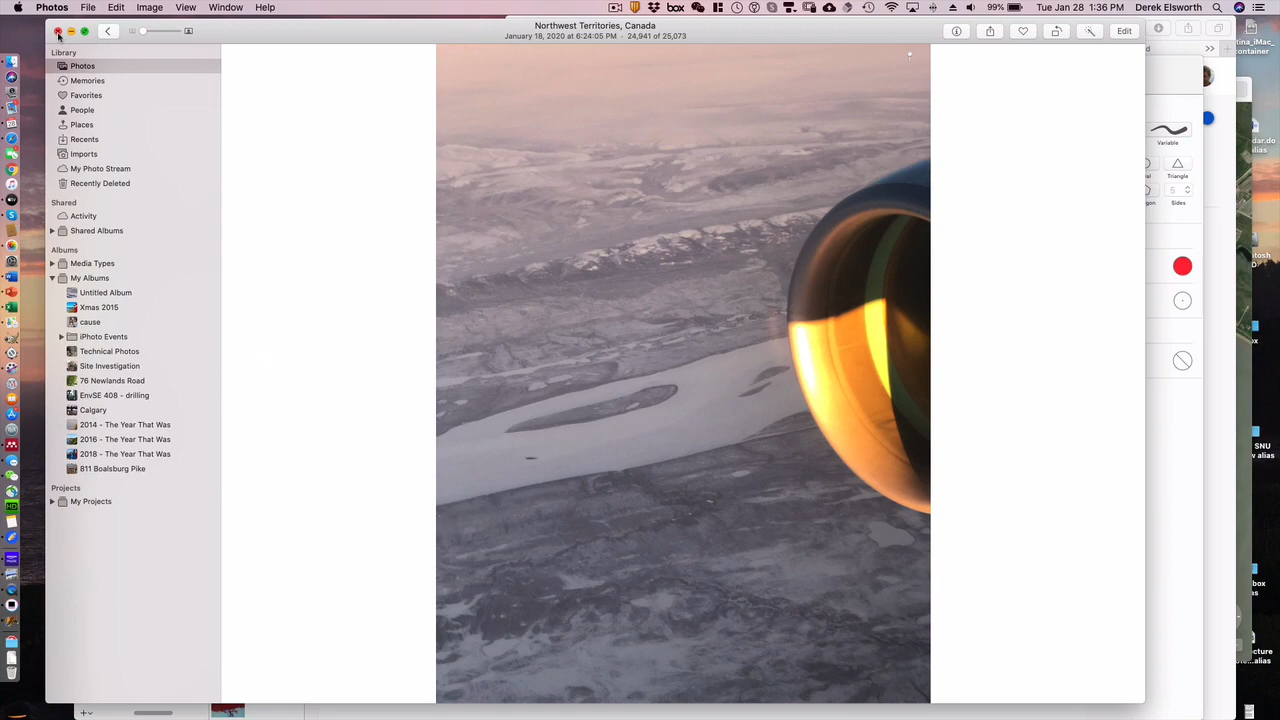 Photos File Edit Image View Window Help
box
99%
Tue Jan 28 1:36 PM Derek Elsworth
Northwest Territories, Canada
January 18, 2020 at 6:24:05 PM · 24,941 of 25,073
Edit
Library
Photos
Memories
Favorites
People
Places
Recents
Imports
My Photo Stream
Recently Deleted
Shared
Activity
Shared Albums
Albums
Media Types
My Albums
Untitled Album
Xmas 2015
cause
iPhoto Events
Technical Photos
Site Investigation
76 Newlands Road
EnvSE 408 - drilling
Calgary
2014 - The Year That Was
2016 - The Year That Was
2018 - The Year That Was
811 Boalsburg Pike
Projects
My Projects
Variable
Triangle
5
Sides
HD